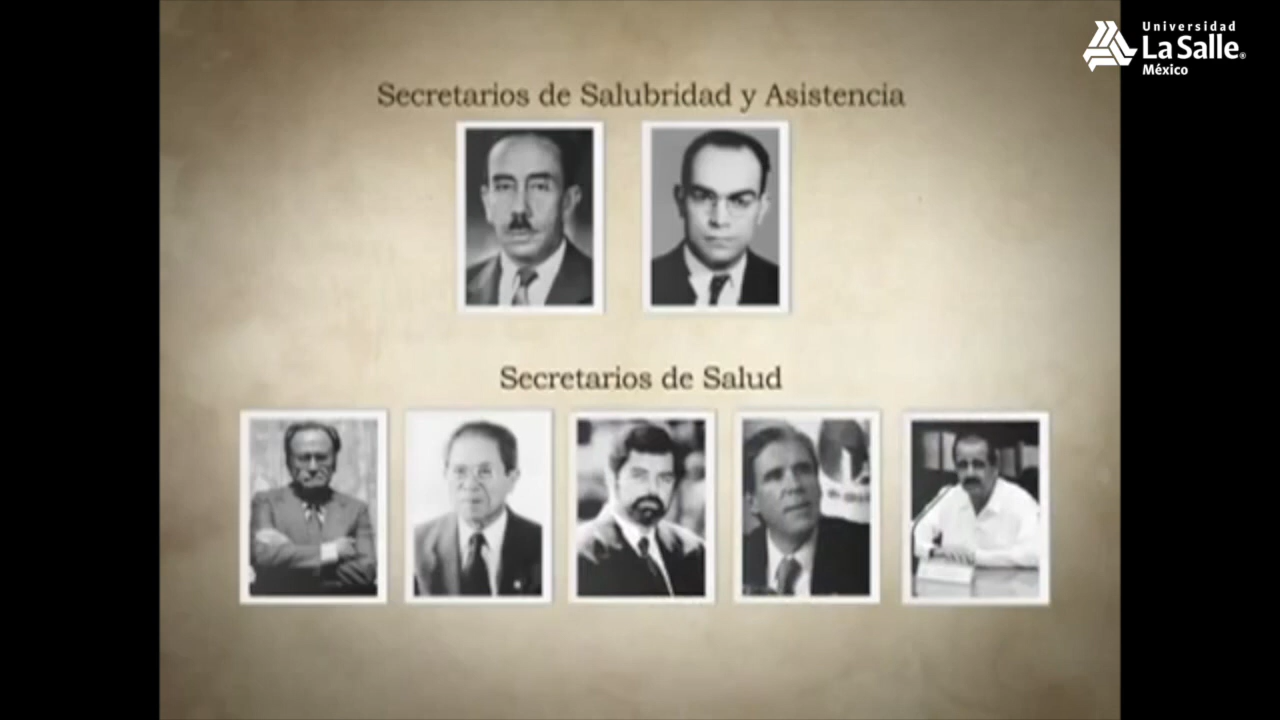 Universidad
La Salle®
México
Secretarios de Salubridad y Asistencia
Secretarios de Salud